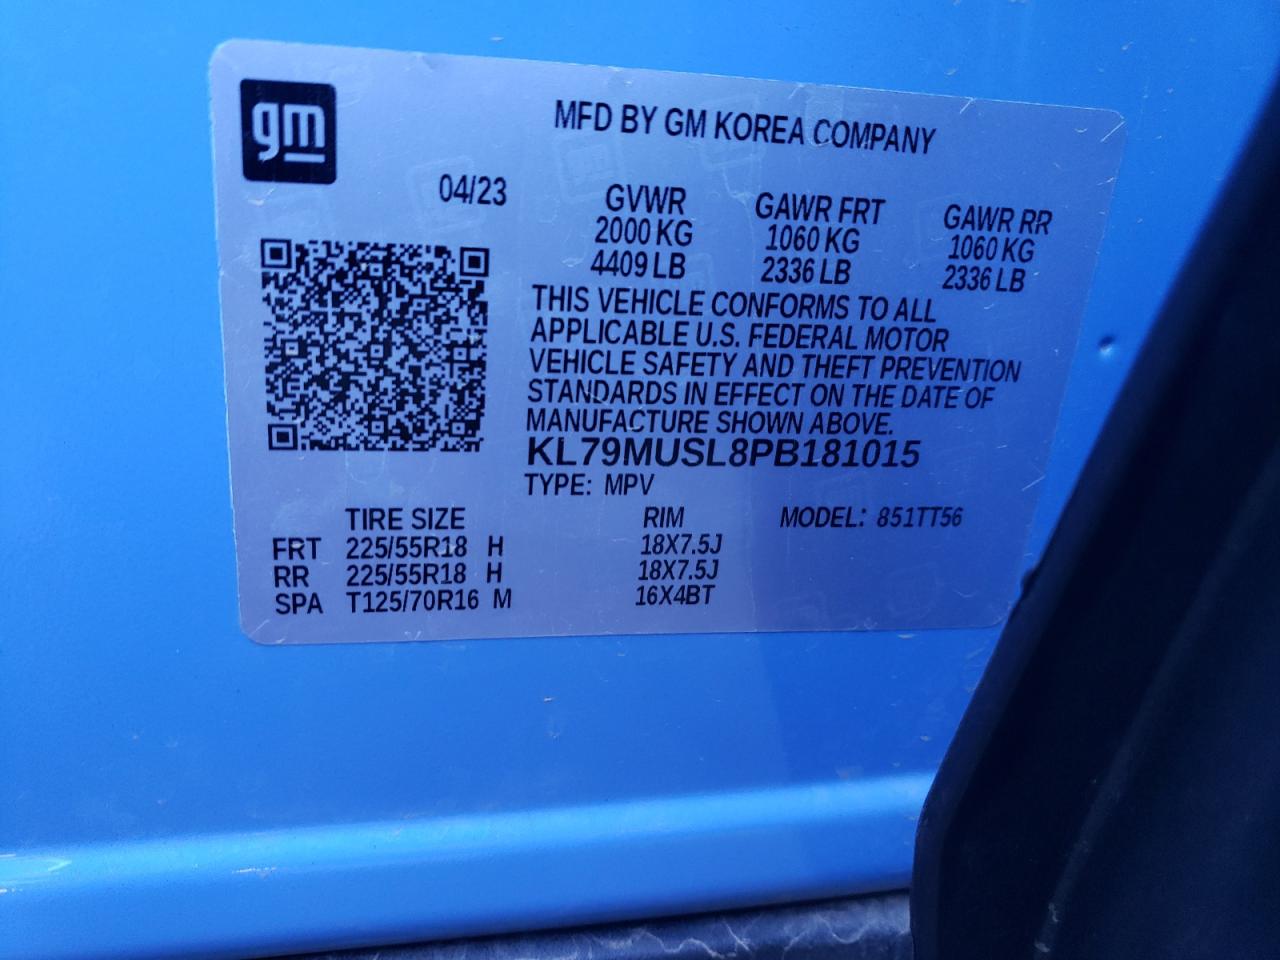 gm
MFD BY GM KOREA COMPANY
04/23
GVWR GAWR FRT GAWR RR
2000 KG 1060 KG 1060 KG
4409 LB 2336 LB 2336 LB
THIS VEHICLE CONFORMS TO ALL
APPLICABLE U.S. FEDERAL MOTOR
VEHICLE SAFETY AND THEFT PREVENTION
STANDARDS IN EFFECT ON THE DATE OF
MANUFACTURE SHOWN ABOVE.
KL79MUSL8PB181015
TYPE: MPV
TIRE SIZE RIM MODEL: 851TT56
FRT 225/55R18 H 18X7.5J
RR 225/55R18 H 18X7.5J
SPA T125/70R16 M 16X4BT